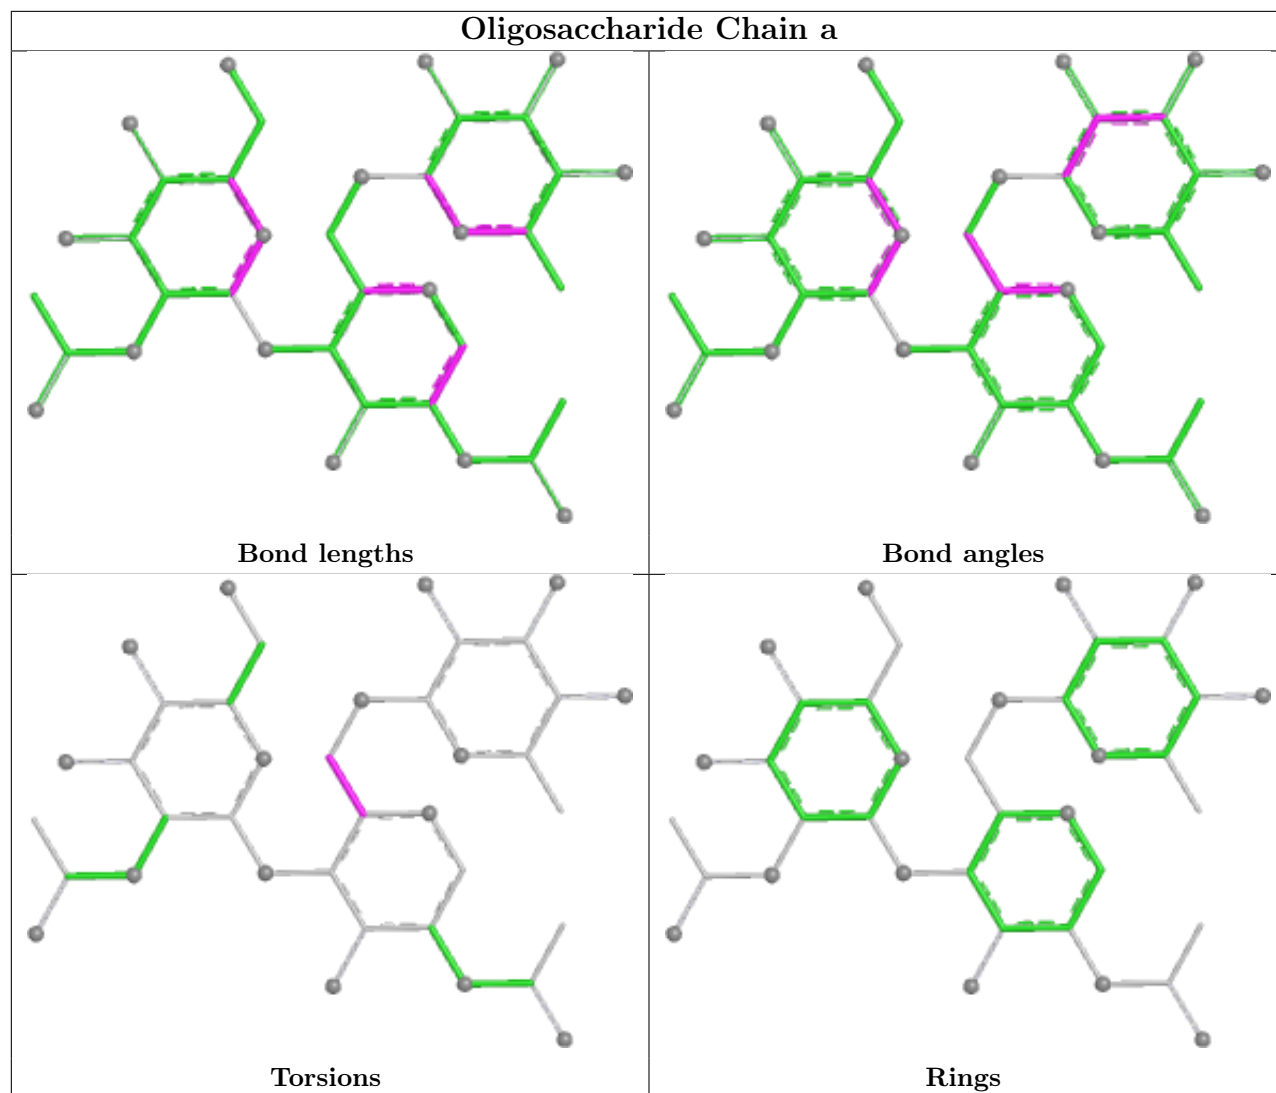 Oligosaccharide Chain a
Bond lengths
Bond angles
Torsions
Rings